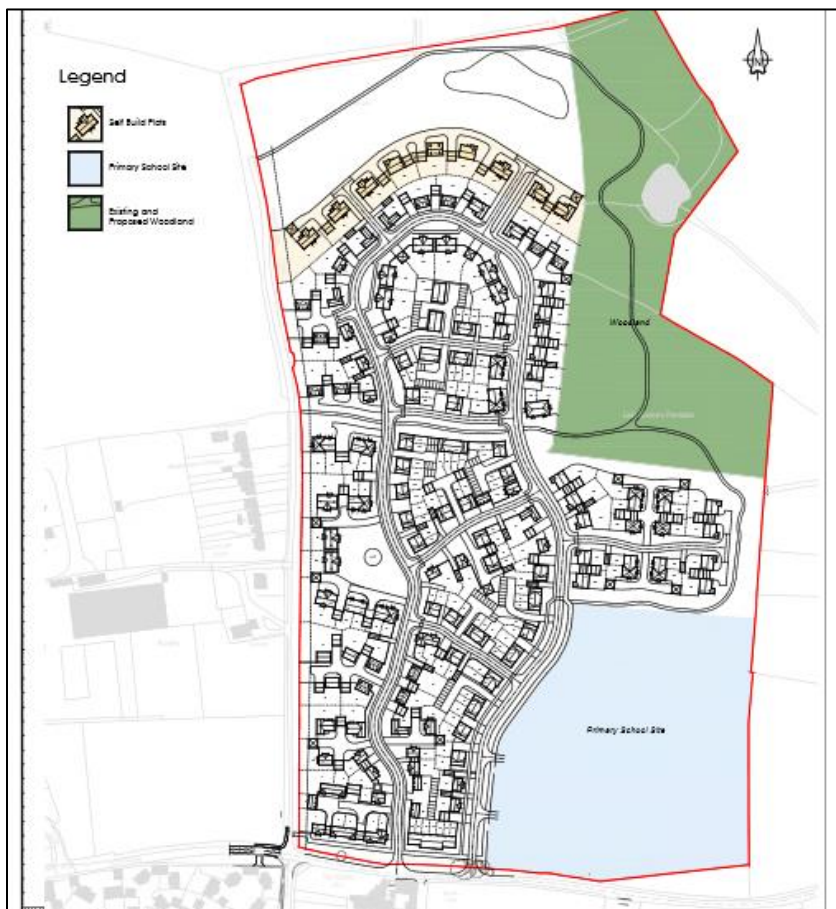 Legend
Self Build Plots
Primary School Site
Existing and
Proposed Woodland
N
Woodland
Primary School Site